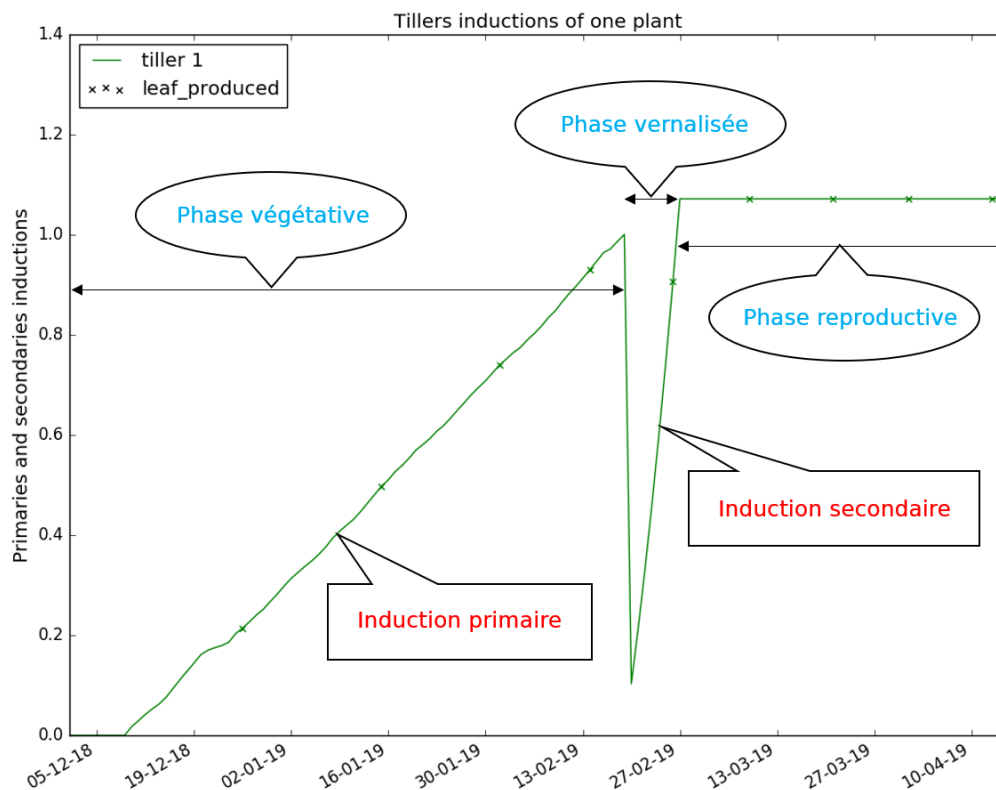 Tillers inductions of one plant
1.4
1.2
1.0
0.8
0.6
0.4
0.2
0.0
Primaries and secondaries inductions
tiller 1
leaf_produced
Phase vernalisée
Phase végétative
Phase reproductive
Induction secondaire
Induction primaire
05-12-18
19-12-18
02-01-19
16-01-19
30-01-19
13-02-19
27-02-19
13-03-19
27-03-19
10-04-19